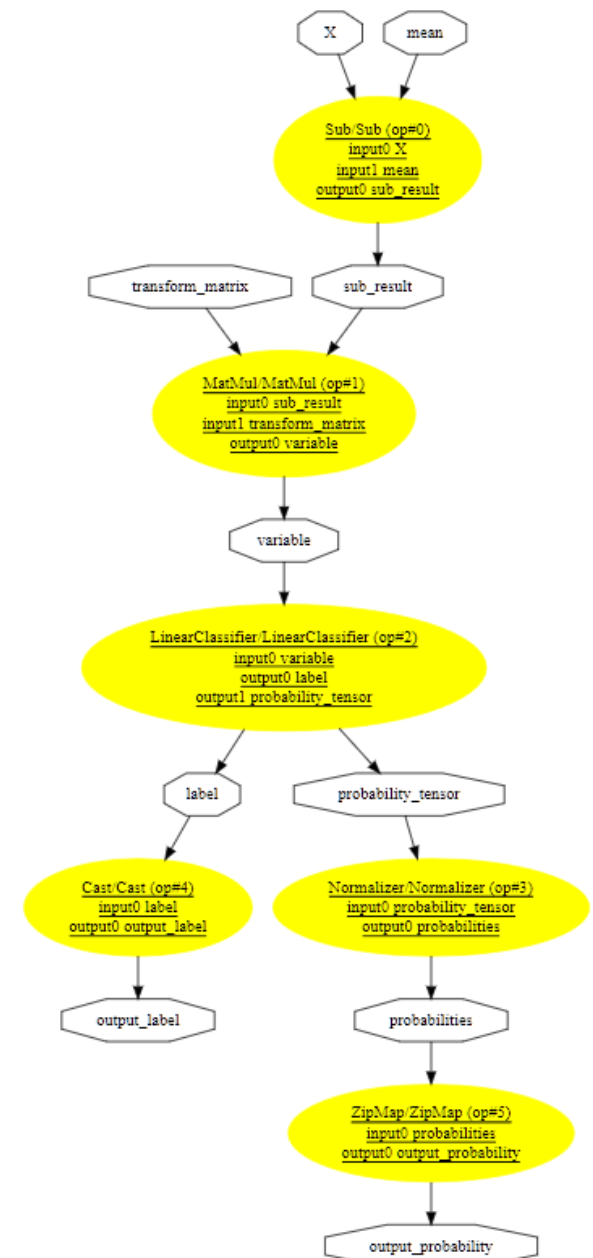 X
mean
Sub/Sub (op#0)
input0 X
input1 mean
output0 sub_result
transform_matrix
sub_result
MatMul/MatMul (op#1)
input0 sub_result
input1 transform_matrix
output0 variable
variable
LinearClassifier/LinearClassifier (op#2)
input0 variable
output0 label
output1 probability_tensor
label
probability_tensor
Cast/Cast (op#4)
input0 label
output0 output_label
Normalizer/Normalizer (op#3)
input0 probability_tensor
output0 probabilities
output_label
probabilities
ZipMap/ZipMap (op#5)
input0 probabilities
output0 output_probability
output_probability